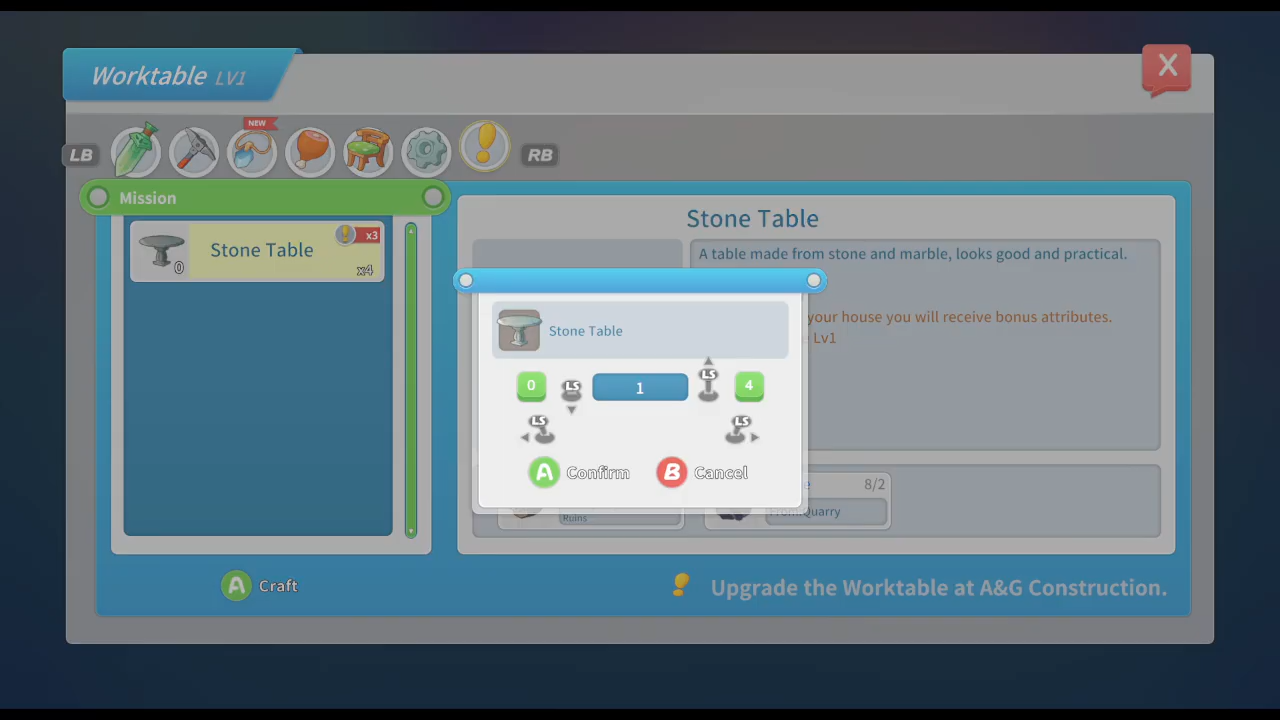 Worktable LV1
X
NEW
LB
RB
Mission
Stone Table
x3
0
x4
Stone Table
A table made from stone and marble, looks good and practical.
your house you will receive bonus attributes.
Lv1
Stone Table
0
LS
1
LS
4
LS
LS
A Confirm
B Cancel
8/2
Ruins
From:Quarry
A Craft
Upgrade the Worktable at A&G Construction.